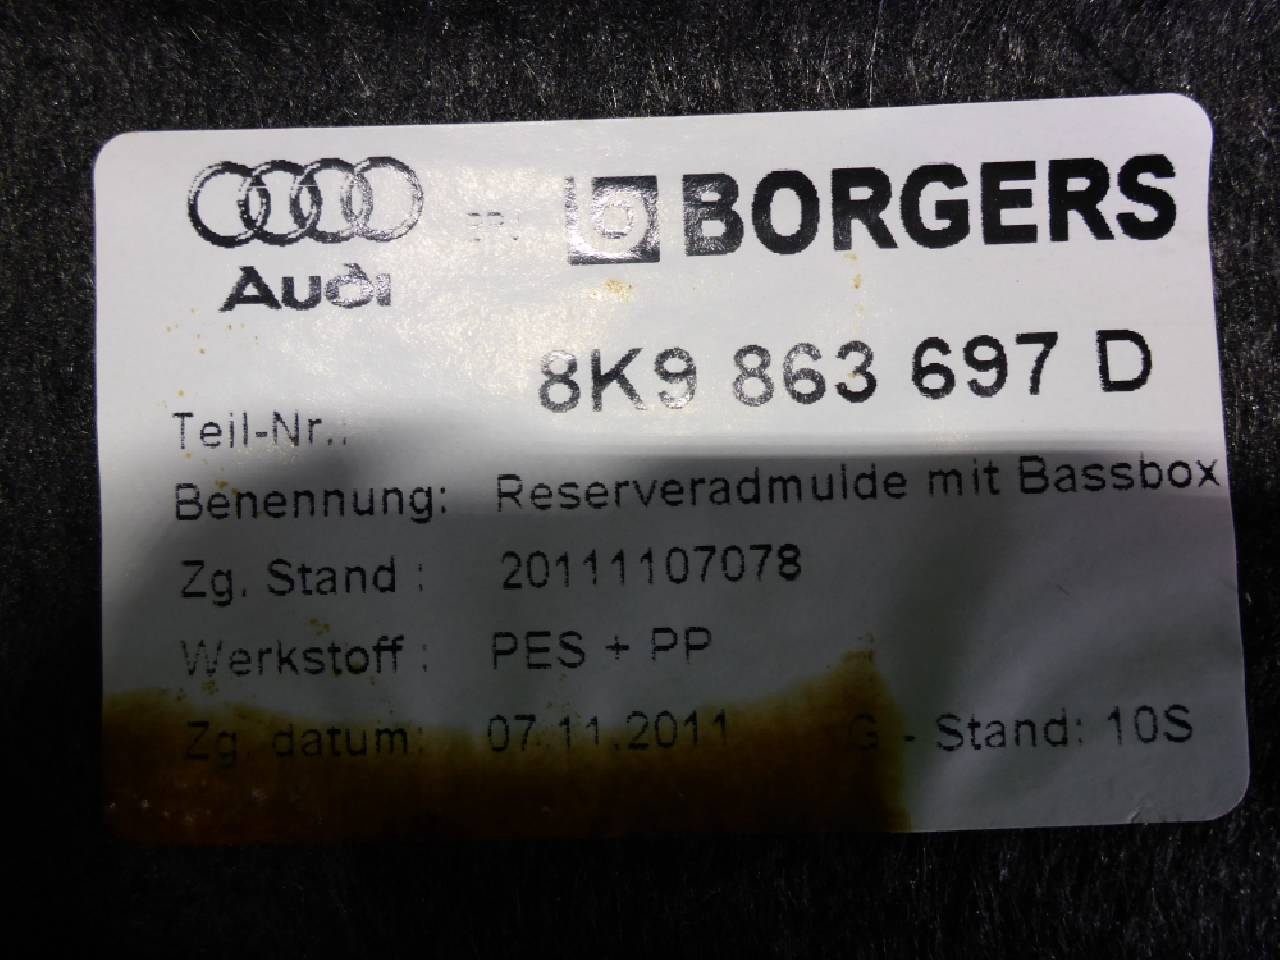 Audi
BORGERS
8K9 863 697 D
Teil-Nr.:
Benennung: Reserveradmulde mit Bassbox
Zg. Stand : 20111107078
Werkstoff : PES + PP
Zg. datum: 07.11.2011 G - Stand: 10S